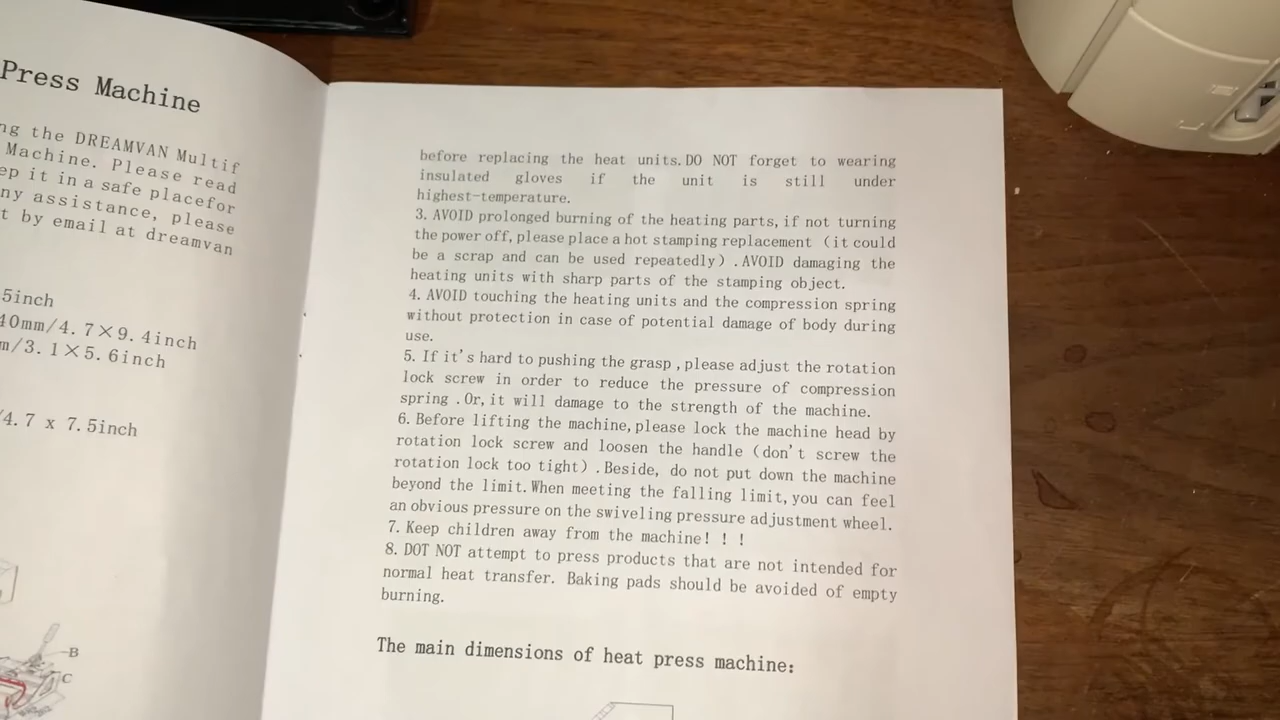 Press Machine
ng the DREAMVAN Multif
Machine. Please read
ep it in a safe placefor
ny assistance, please
t by email at dreamvan
5inch
40mm/4.7×9.4inch
m/3.1×5.6inch
/4.7 x 7.5inch
B
C
before replacing the heat units.DO NOT forget to wearing
insulated gloves if the unit is still under
highest-temperature.
3. AVOID prolonged burning of the heating parts,if not turning
the power off,please place a hot stamping replacement (it could
be a scrap and can be used repeatedly) .AVOID damaging the
heating units with sharp parts of the stamping object.
4. AVOID touching the heating units and the compression spring
without protection in case of potential damage of body during
use.
5. If it's hard to pushing the grasp ,please adjust the rotation
lock screw in order to reduce the pressure of compression
spring .Or,it will damage to the strength of the machine.
6. Before lifting the machine,please lock the machine head by
rotation lock screw and loosen the handle (don't screw the
rotation lock too tight) .Beside, do not put down the machine
beyond the limit.When meeting the falling limit,you can feel
an obvious pressure on the swiveling pressure adjustment wheel.
7. Keep children away from the machine! ! !
8. DOT NOT attempt to press products that are not intended for
normal heat transfer. Baking pads should be avoided of empty
burning.
The main dimensions of heat press machine: